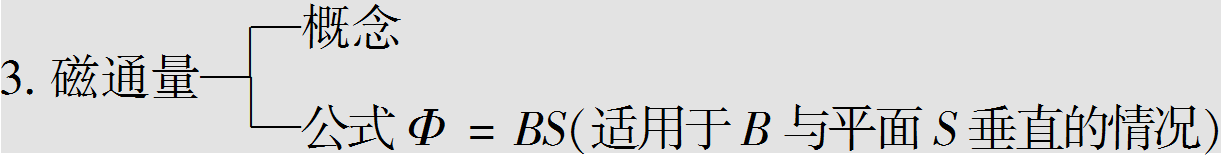 概念
3. 磁通量
公式 Φ = BS(适用于 B 与平面 S 垂直的情况)